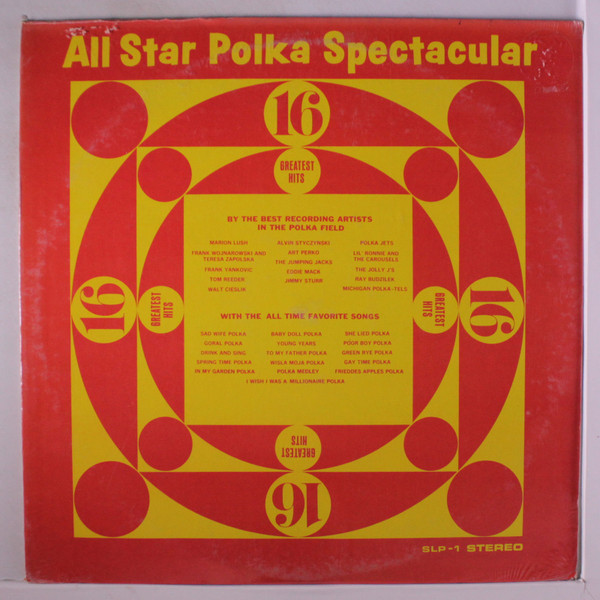 All Star Polka Spectacular
16
GREATEST
HITS
BY THE BEST RECORDING ARTISTS
IN THE POLKA FIELD
MARION LUSH
FRANK WOJNAROWSKI AND
TERESA ZAPOLSKA
FRANK YANKOVIC
TOM RAEDER
WALT CIESLIK
ALVIN STYCZYNSKI
ART PERKO
THE JUMPING JACKS
EDDIE MACK
JIMMY STURR
POLKA JETS
LIL' RONNIE AND
THE CAROUSELS
THE JOLLY J'S
RAY BUDZILEK
MICHIGAN POLKA-TELS
16
GREATEST
HITS
GREATEST
HITS
16
WITH THE ALL TIME FAVORITE SONGS
SAD WIFE POLKA
GORAL POLKA
DRINK AND SING
SPRING TIME POLKA
IN MY GARDEN POLKA
BABY DOLL POLKA
YOUNG YEARS
TO MY FATHER POLKA
WISLA MOJA POLKA
POLKA MEDLEY
SHE LIED POLKA
POOR BOY POLKA
GREEN BYE POLKA
GAY TIME POLKA
FRIEDDES APPLES POLKA
I WISH I WAS A MILLIONAIRE POLKA
GREATEST
HITS
16
SLP-1 STEREO